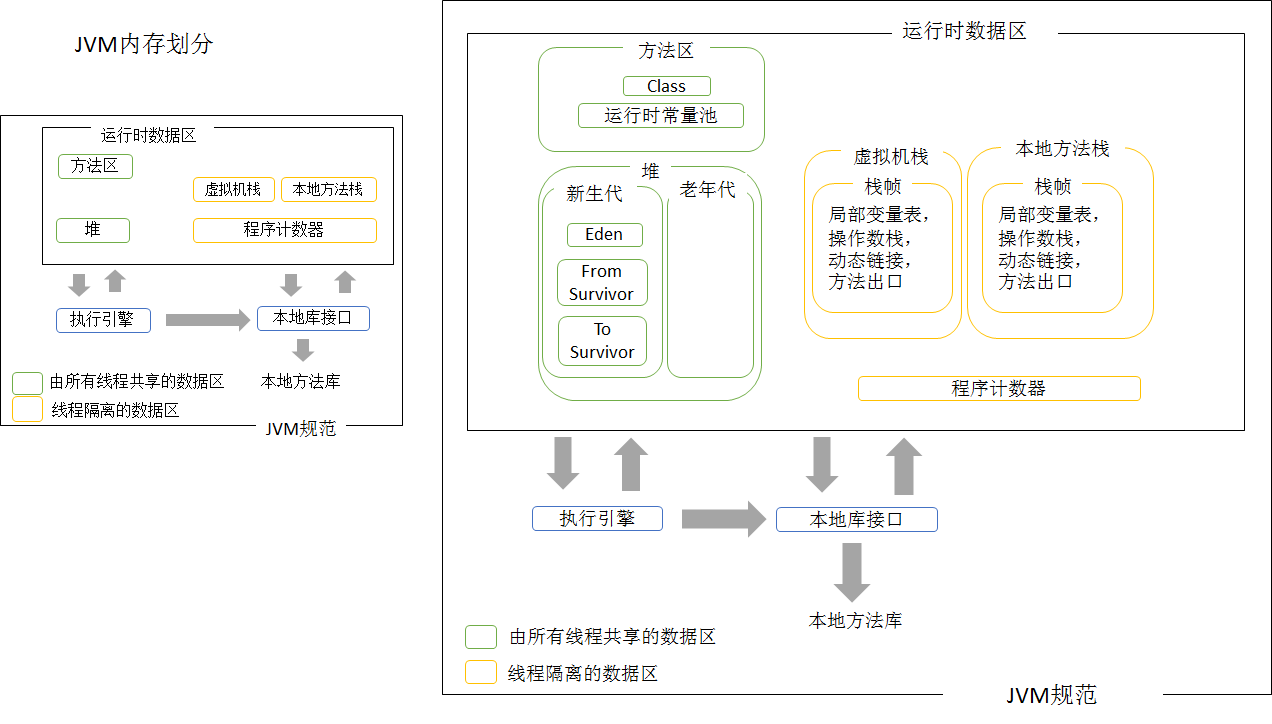 JVM内存划分
运行时数据区
方法区
虚拟机栈
本地方法栈
堆
程序计数器
执行引擎
本地库接口
由所有线程共享的数据区
本地方法库
线程隔离的数据区
JVM规范
运行时数据区
方法区
Class
运行时常量池
堆
新生代
老年代
Eden
From
Survivor
To
Survivor
虚拟机栈
栈帧
局部变量表，
操作数栈，
动态链接，
方法出口
本地方法栈
栈帧
局部变量表，
操作数栈，
动态链接，
方法出口
程序计数器
执行引擎
本地库接口
本地方法库
由所有线程共享的数据区
线程隔离的数据区
JVM规范